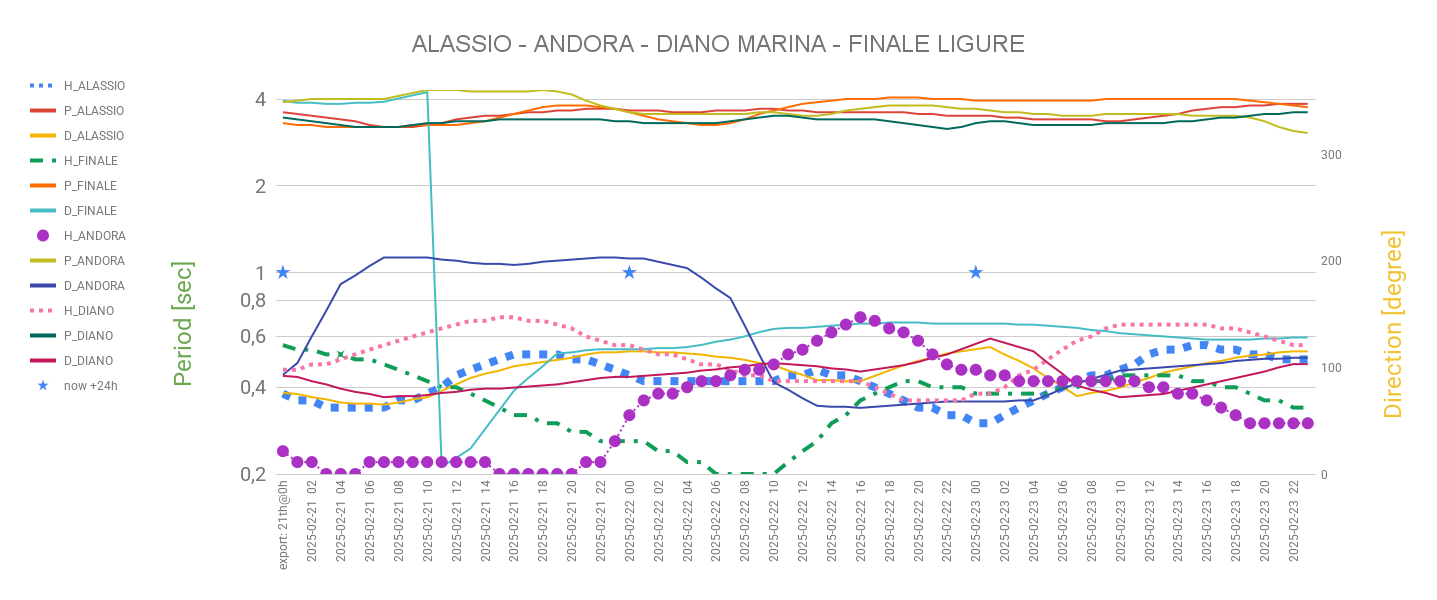 ALASSIO - ANDORA - DIANO MARINA - FINALE LIGURE
H_ALASSIO
P_ALASSIO
D_ALASSIO
H_FINALE
P_FINALE
D_FINALE
H_ANDORA
P_ANDORA
D_ANDORA
H_DIANO
P_DIANO
D_DIANO
now +24h
Period [sec]
4
2
1
0,8
0,6
0,4
0,2
300
200
100
0
Direction [degree]
export: 21th@0h
2025-02-21 02
2025-02-21 04
2025-02-21 06
2025-02-21 08
2025-02-21 10
2025-02-21 12
2025-02-21 14
2025-02-21 16
2025-02-21 18
2025-02-21 20
2025-02-21 22
2025-02-22 00
2025-02-22 02
2025-02-22 04
2025-02-22 06
2025-02-22 08
2025-02-22 10
2025-02-22 12
2025-02-22 14
2025-02-22 16
2025-02-22 18
2025-02-22 20
2025-02-22 22
2025-02-23 00
2025-02-23 02
2025-02-23 04
2025-02-23 06
2025-02-23 08
2025-02-23 10
2025-02-23 12
2025-02-23 14
2025-02-23 16
2025-02-23 18
2025-02-23 20
2025-02-23 22